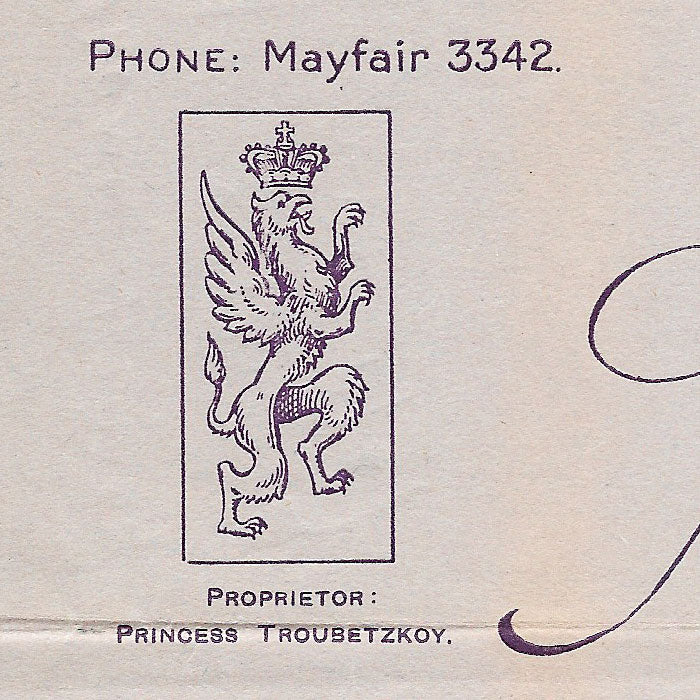 PHONE: Mayfair 3342.
PROPRIETOR:
PRINCESS TROUBETZKOY.